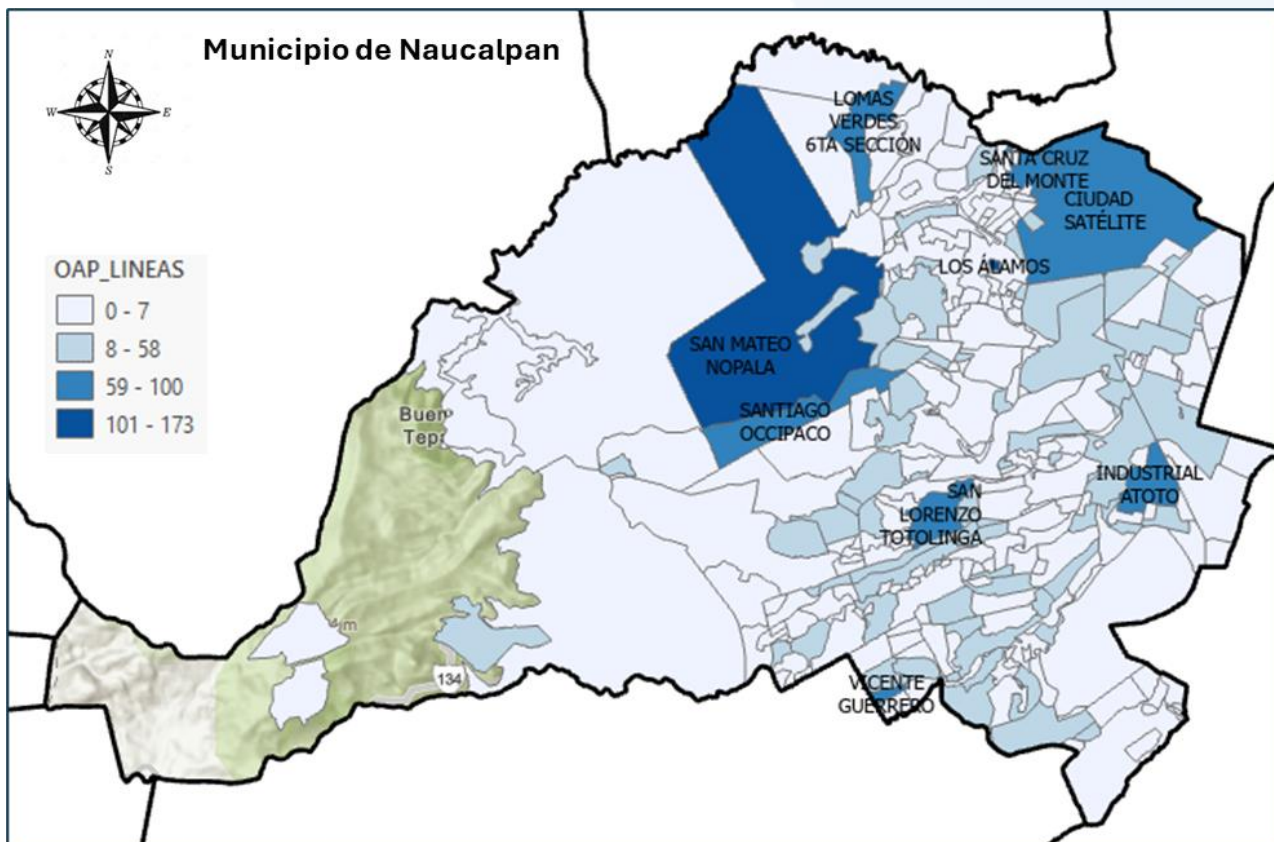 Municipio de Naucalpan
N
W
E
S
OAP_LINEAS
0 - 7
8 - 58
59 - 100
101 - 173
LOMAS
VERDES
6TA SECCIÓN
SANTA CRUZ
DEL MONTE
CIUDAD
SATÉLITE
LOS ÁLAMOS
SAN MATEO
NOPALA
SANTIAGO
OCCIPACO
INDUSTRIAL
ATOTO
SAN
LORENZO
TOTOLINGA
VICENTE
GUERRERO
134